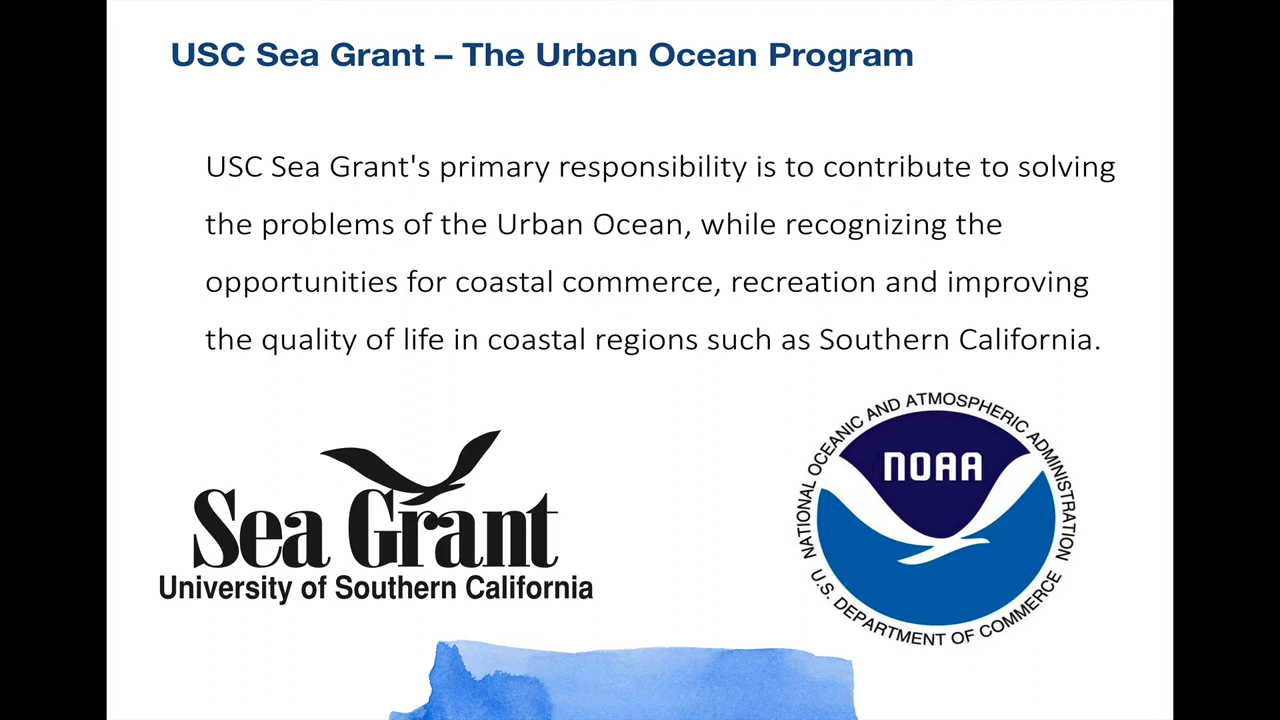 USC Sea Grant – The Urban Ocean Program
USC Sea Grant's primary responsibility is to contribute to solving
the problems of the Urban Ocean, while recognizing the
opportunities for coastal commerce, recreation and improving
the quality of life in coastal regions such as Southern California.
Sea Grant
University of Southern California
NATIONAL OCEANIC AND ATMOSPHERIC ADMINISTRATION
NOAA
U.S. DEPARTMENT OF COMMERCE